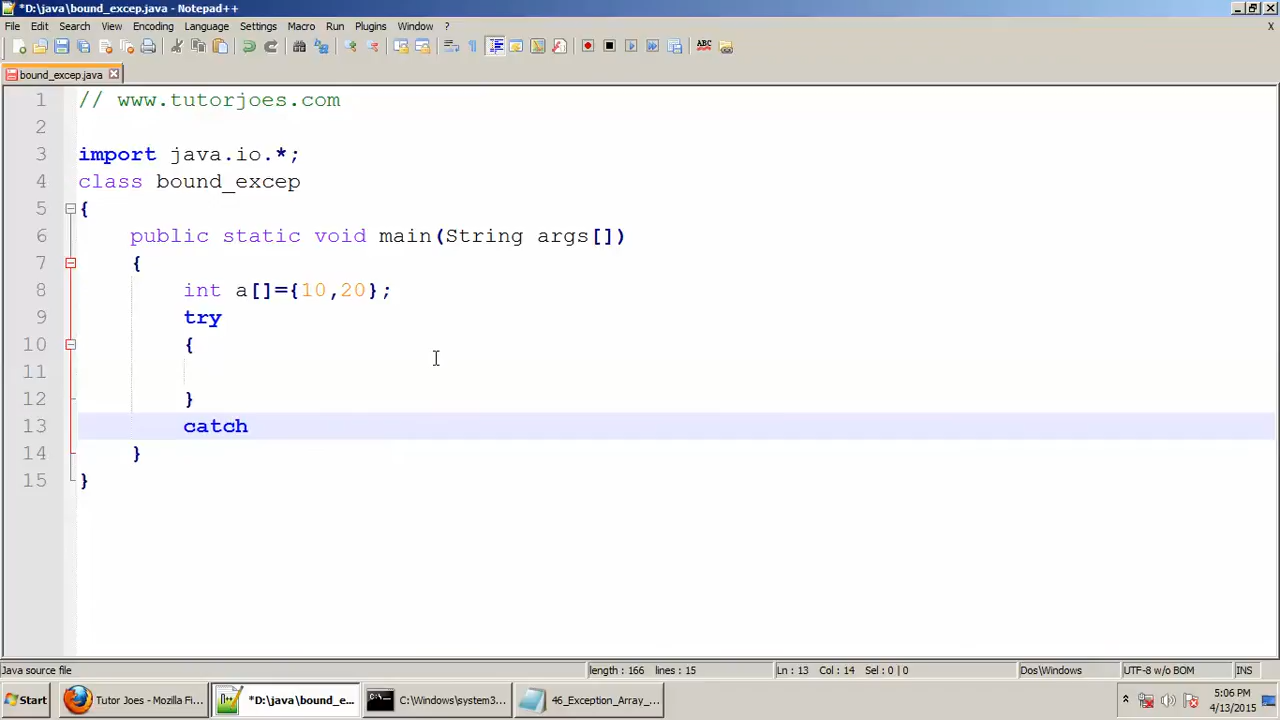 *D:\java\bound_excep.java - Notepad++
File Edit Search View Encoding Language Settings Macro Run Plugins Window ? X
bound_excep.java
1 // www.tutorjoes.com
2
3 import java.io.*;
4 class bound_excep
5 {
6 public static void main(String args[])
7 {
8 int a[]={10,20};
9 try
10 {
11
12 }
13 catch
14 }
15 }
Java source file length : 166 lines : 15 Ln : 13 Col : 14 Sel : 0 | 0 Dos\Windows UTF-8 w/o BOM INS
Start Tutor Joes - Mozilla Fi... *D:\java\bound_e... C:\Windows\system3... 46_Exception_Array_... 5:06 PM
4/13/2015